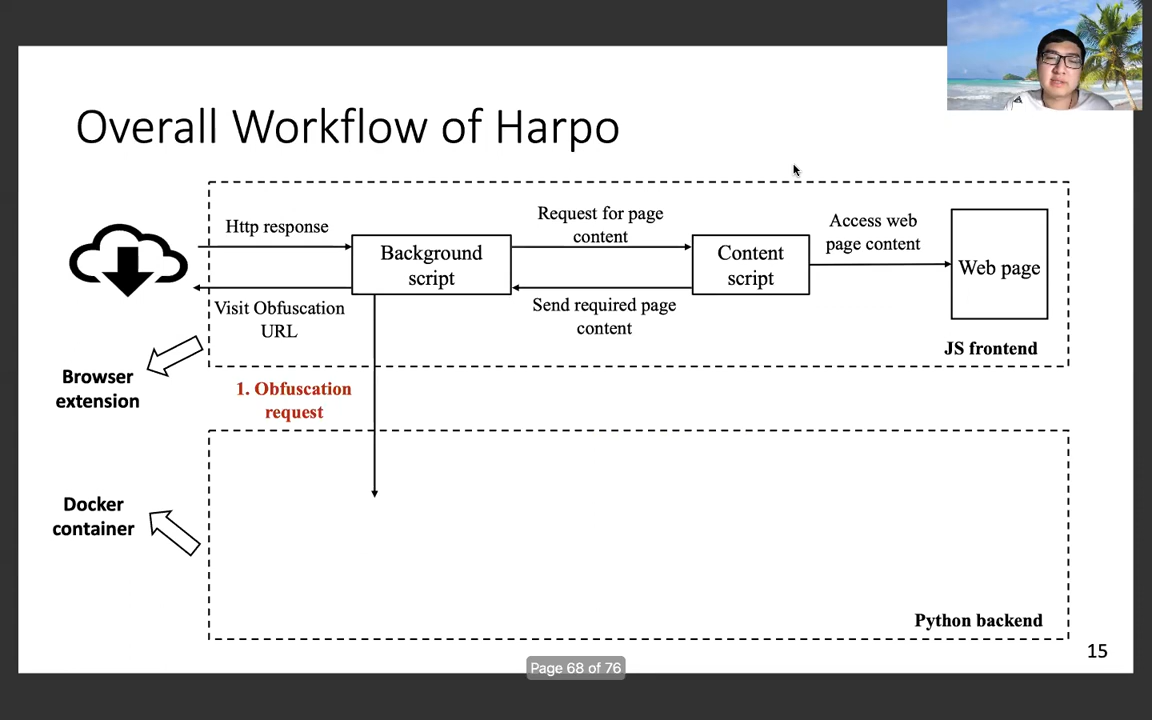 Overall Workflow of Harpo
Http response
Request for page
content
Access web
page content
Background
script
Content
script
Web page
Visit Obfuscation
URL
Send required page
content
JS frontend
Browser
extension
1. Obfuscation
request
Docker
container
Python backend
15
Page 68 of 76